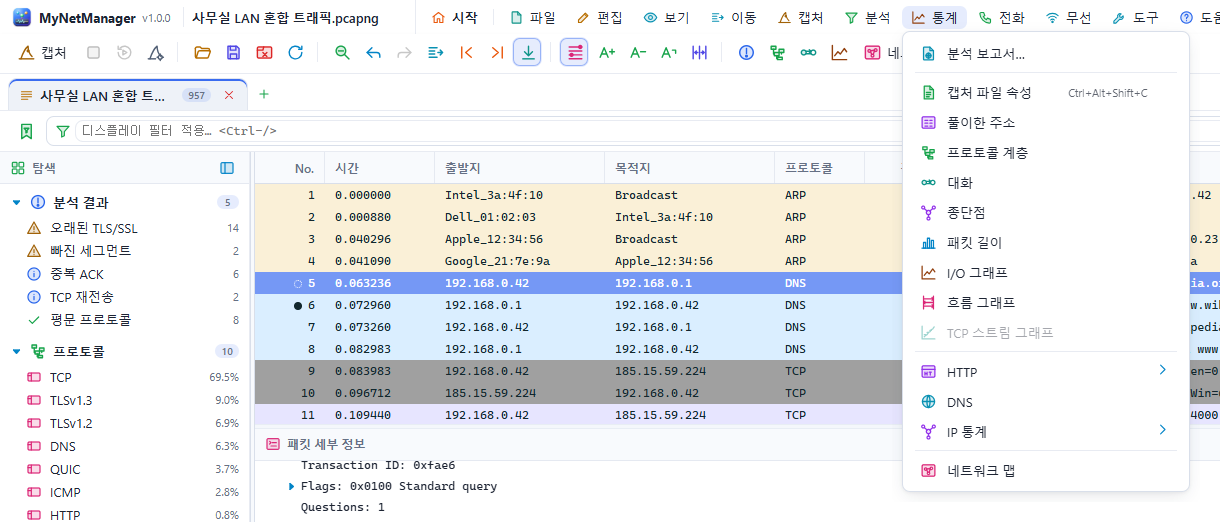 MyNetManager v1.0.0 사무실 LAN 혼합 트래픽.pcapng 시작 파일 편집 보기 이동 캡처 분석 통계 전화 무선 도구
캡처
사무실 LAN 혼합 트... 957
디스플레이 필터 적용… <Ctrl-/>
탐색
분석 결과 5
오래된 TLS/SSL 14
빠진 세그먼트 2
중복 ACK 6
TCP 재전송 2
평문 프로토콜 8
프로토콜 10
TCP 69.5%
TLSv1.3 9.0%
TLSv1.2 6.9%
DNS 6.3%
QUIC 3.7%
ICMP 2.8%
HTTP 0.8%
No. 시간 출발지 목적지 프로토콜
1 0.000000 Intel_3a:4f:10 Broadcast ARP .42
2 0.000880 Dell_01:02:03 Intel_3a:4f:10 ARP
3 0.040296 Apple_12:34:56 Broadcast ARP 0.23
4 0.041090 Google_21:7e:9a Apple_12:34:56 ARP a
5 0.063236 192.168.0.42 192.168.0.1 DNS
6 0.072960 192.168.0.1 192.168.0.42 DNS
7 0.073260 192.168.0.42 192.168.0.1 DNS
8 0.082983 192.168.0.1 192.168.0.42 DNS www
9 0.083983 192.168.0.42 185.15.59.224 TCP en=0
10 0.096712 185.15.59.224 192.168.0.42 TCP
11 0.109440 192.168.0.42 185.15.59.224 TCP 4000
패킷 세부 정보
Transaction ID: 0xfae6
Flags: 0x0100 Standard query
Questions: 1
분석 보고서...
캡처 파일 속성 Ctrl+Alt+Shift+C
풀이한 주소
프로토콜 계층
대화
종단점
패킷 길이
I/O 그래프
흐름 그래프
TCP 스트림 그래프
HTTP
DNS
IP 통계
네트워크 맵